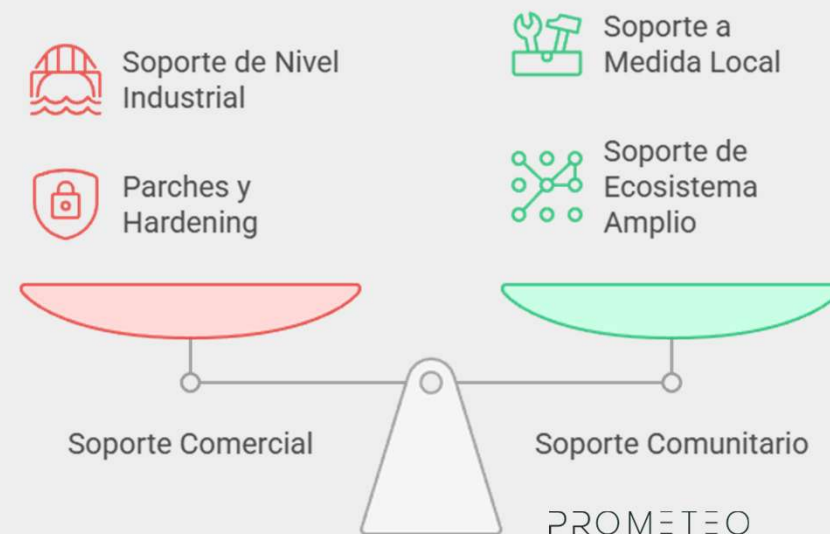 Soporte de Nivel
Industrial
Parches y
Hardening
Soporte a
Medida Local
Soporte de
Ecosistema
Amplio
Soporte Comercial
Soporte Comunitario
PROMETEO